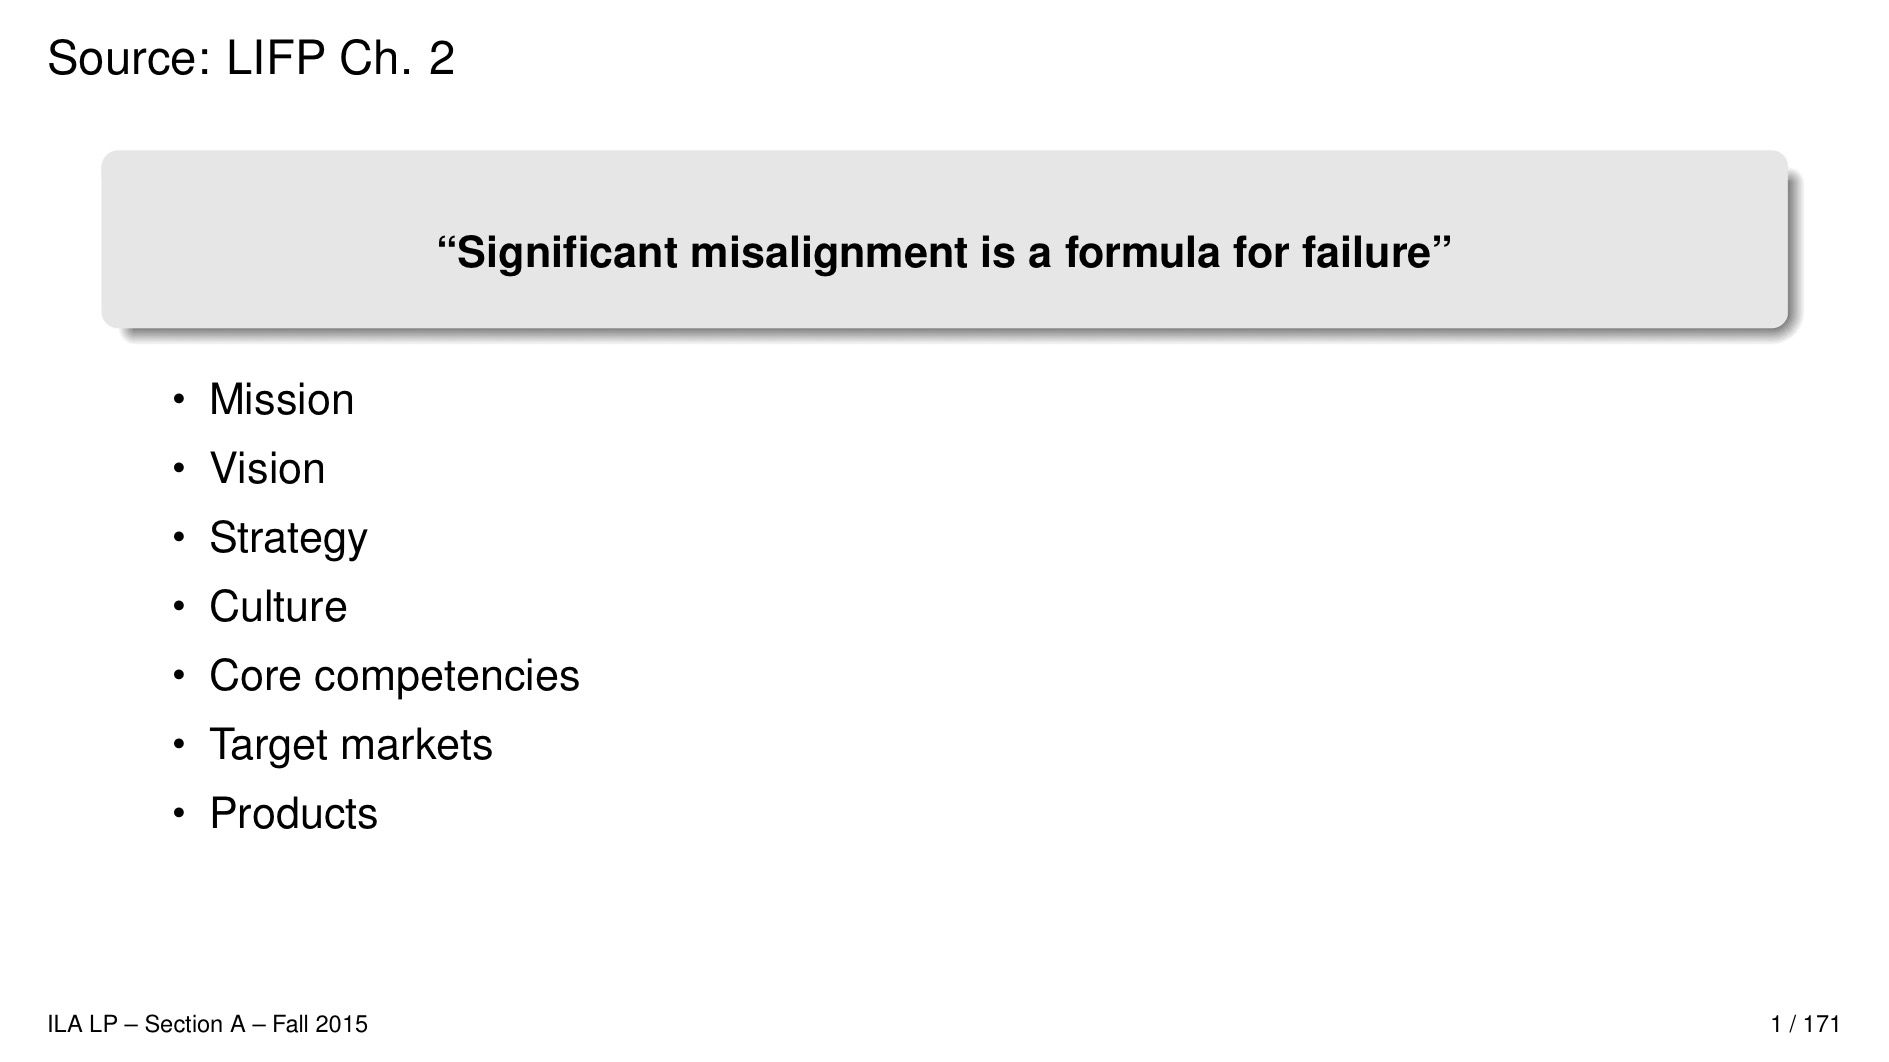 Source: LIFP Ch. 2
“Significant misalignment is a formula for failure”
• Mission
• Vision
• Strategy
• Culture
• Core competencies
• Target markets
• Products
ILA LP – Section A – Fall 2015
1 / 171